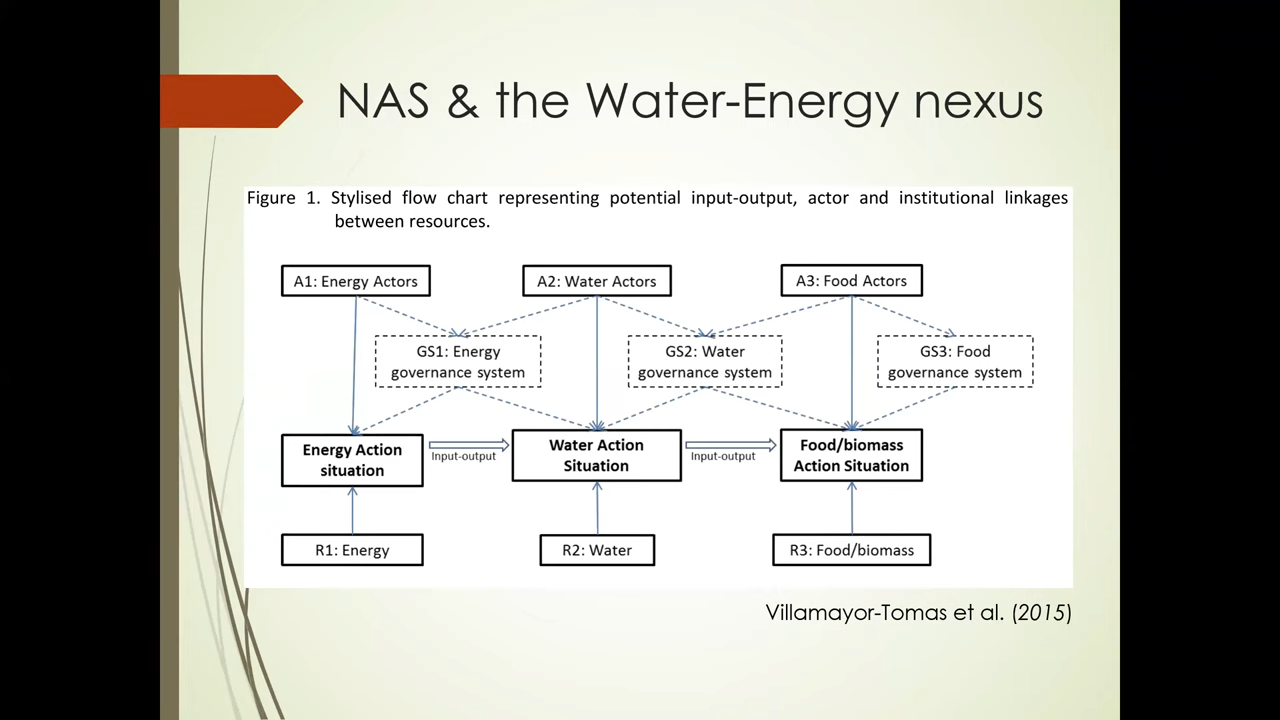 NAS & the Water-Energy nexus
Figure 1. Stylised flow chart representing potential input-output, actor and institutional linkages
between resources.
A1: Energy Actors
A2: Water Actors
A3: Food Actors
GS1: Energy
governance system
GS2: Water
governance system
GS3: Food
governance system
Energy Action
situation
Input-output
Water Action
Situation
Input-output
Food/biomass
Action Situation
R1: Energy
R2: Water
R3: Food/biomass
Villamayor-Tomas et al. (2015)